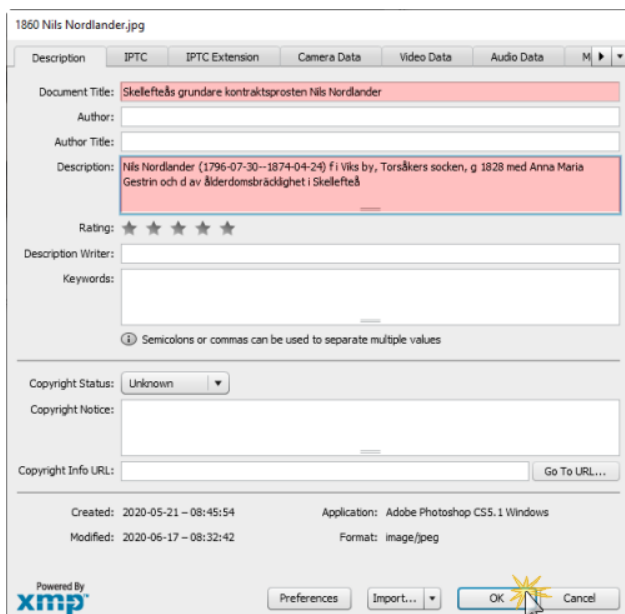 1860 Nils Nordlander.jpg
Description IPTC IPTC Extension Camera Data Video Data Audio Data M
Document Title: Skellefteås grundare kontraktsprosten Nils Nordlander
Author:
Author Title:
Description: Nils Nordlander (1796-07-30--1874-04-24) f i Viks by, Torsåkers socken, g 1828 med Anna Maria
Gestrin och d av ålderdomsbräcklighet i Skellefteå
Rating:
Description Writer:
Keywords:
Semicolons or commas can be used to separate multiple values
Copyright Status: Unknown
Copyright Notice:
Copyright Info URL: Go To URL...
Created: 2020-05-21 – 08:45:54 Application: Adobe Photoshop CS5.1 Windows
Modified: 2020-06-17 – 08:32:42 Format: image/jpeg
Powered By
xmp™ Preferences Import... OK Cancel